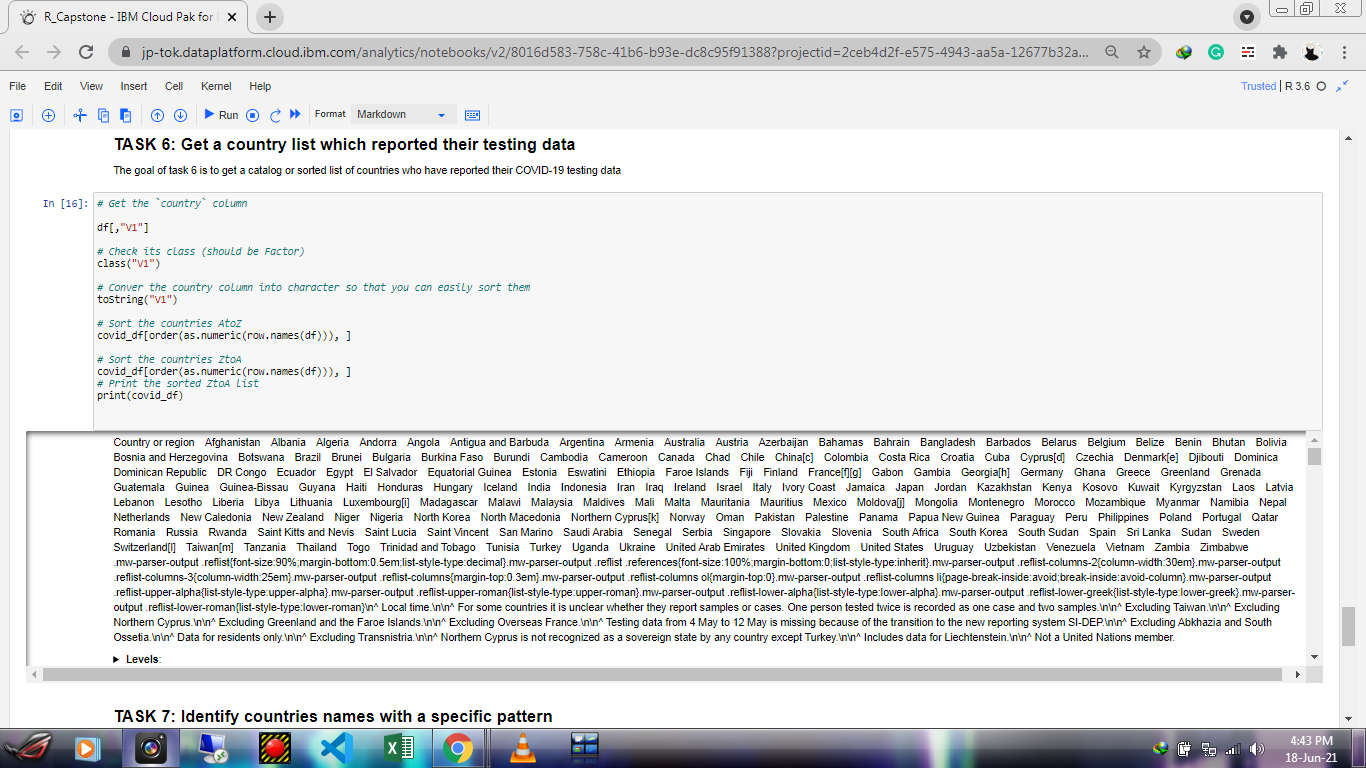 R_Capstone - IBM Cloud Pak for
jp-tok.dataplatform.cloud.ibm.com/analytics/notebooks/v2/8016d583-758c-41b6-b93e-dc8c95f91388?projectid=2ceb4d2f-e575-4943-aa5a-12677b32a...
File Edit View Insert Cell Kernel Help
Trusted | R 3.6
Run Format Markdown
TASK 6: Get a country list which reported their testing data
The goal of task 6 is to get a catalog or sorted list of countries who have reported their COVID-19 testing data
In [16]: # Get the `country` column
df[,"V1"]
# Check its class (should be Factor)
class("V1")
# Conver the country column into character so that you can easily sort them
toString("V1")
# Sort the countries AtoZ
covid_df[order(as.numeric(row.names(df))), ]
# Sort the countries ZtoA
covid_df[order(as.numeric(row.names(df))), ]
# Print the sorted ZtoA list
print(covid_df)
Country or region Afghanistan Albania Algeria Andorra Angola Antigua and Barbuda Argentina Armenia Australia Austria Azerbaijan Bahamas Bahrain Bangladesh Barbados Belarus Belgium Belize Benin Bhutan Bolivia
Bosnia and Herzegovina Botswana Brazil Brunei Bulgaria Burkina Faso Burundi Cambodia Cameroon Canada Chad Chile China[c] Colombia Costa Rica Croatia Cuba Cyprus[d] Czechia Denmark[e] Djibouti Dominica
Dominican Republic DR Congo Ecuador Egypt El Salvador Equatorial Guinea Estonia Eswatini Ethiopia Faroe Islands Fiji Finland France[f][g] Gabon Gambia Georgia[h] Germany Ghana Greece Greenland Grenada
Guatemala Guinea Guinea-Bissau Guyana Haiti Honduras Hungary Iceland India Indonesia Iran Iraq Ireland Israel Italy Ivory Coast Jamaica Japan Jordan Kazakhstan Kenya Kosovo Kuwait Kyrgyzstan Laos Latvia
Lebanon Lesotho Liberia Libya Lithuania Luxembourg[i] Madagascar Malawi Malaysia Maldives Mali Malta Mauritania Mauritius Mexico Moldova[j] Mongolia Montenegro Morocco Mozambique Myanmar Namibia Nepal
Netherlands New Caledonia New Zealand Niger Nigeria North Korea North Macedonia Northern Cyprus[k] Norway Oman Pakistan Palestine Panama Papua New Guinea Paraguay Peru Philippines Poland Portugal Qatar
Romania Russia Rwanda Saint Kitts and Nevis Saint Lucia Saint Vincent San Marino Saudi Arabia Senegal Serbia Singapore Slovakia Slovenia South Africa South Korea South Sudan Spain Sri Lanka Sudan Sweden
Switzerland[l] Taiwan[m] Tanzania Thailand Togo Trinidad and Tobago Tunisia Turkey Uganda Ukraine United Arab Emirates United Kingdom United States Uruguay Uzbekistan Venezuela Vietnam Zambia Zimbabwe
.mw-parser-output .reflist{font-size:90%;margin-bottom:0.5em;list-style-type:decimal}.mw-parser-output .reflist .references{font-size:100%;margin-bottom:0;list-style-type:inherit}.mw-parser-output .reflist-columns-2{column-width:30em}.mw-parser-output
.reflist-columns-3{column-width:25em}.mw-parser-output .reflist-columns{margin-top:0.3em}.mw-parser-output .reflist-columns ol{margin-top:0}.mw-parser-output .reflist-columns li{page-break-inside:avoid;break-inside:avoid-column}.mw-parser-output
.reflist-upper-alpha{list-style-type:upper-alpha}.mw-parser-output .reflist-upper-roman{list-style-type:upper-roman}.mw-parser-output .reflist-lower-alpha{list-style-type:lower-alpha}.mw-parser-output .reflist-lower-greek{list-style-type:lower-greek}.mw-parser-
output .reflist-lower-roman{list-style-type:lower-roman}\n^ Local time.\n\n^ For some countries it is unclear whether they report samples or cases. One person tested twice is recorded as one case and two samples.\n\n^ Excluding Taiwan.\n\n^ Excluding
Northern Cyprus.\n\n^ Excluding Greenland and the Faroe Islands.\n\n^ Excluding Overseas France.\n\n^ Testing data from 4 May to 12 May is missing because of the transition to the new reporting system SI-DEP.\n\n^ Excluding Abkhazia and South
Ossetia.\n\n^ Data for residents only.\n\n^ Excluding Transnistria.\n\n^ Northern Cyprus is not recognized as a sovereign state by any country except Turkey.\n\n^ Includes data for Liechtenstein.\n\n^ Not a United Nations member.
Levels:
TASK 7: Identify countries names with a specific pattern
4:43 PM
18-Jun-21